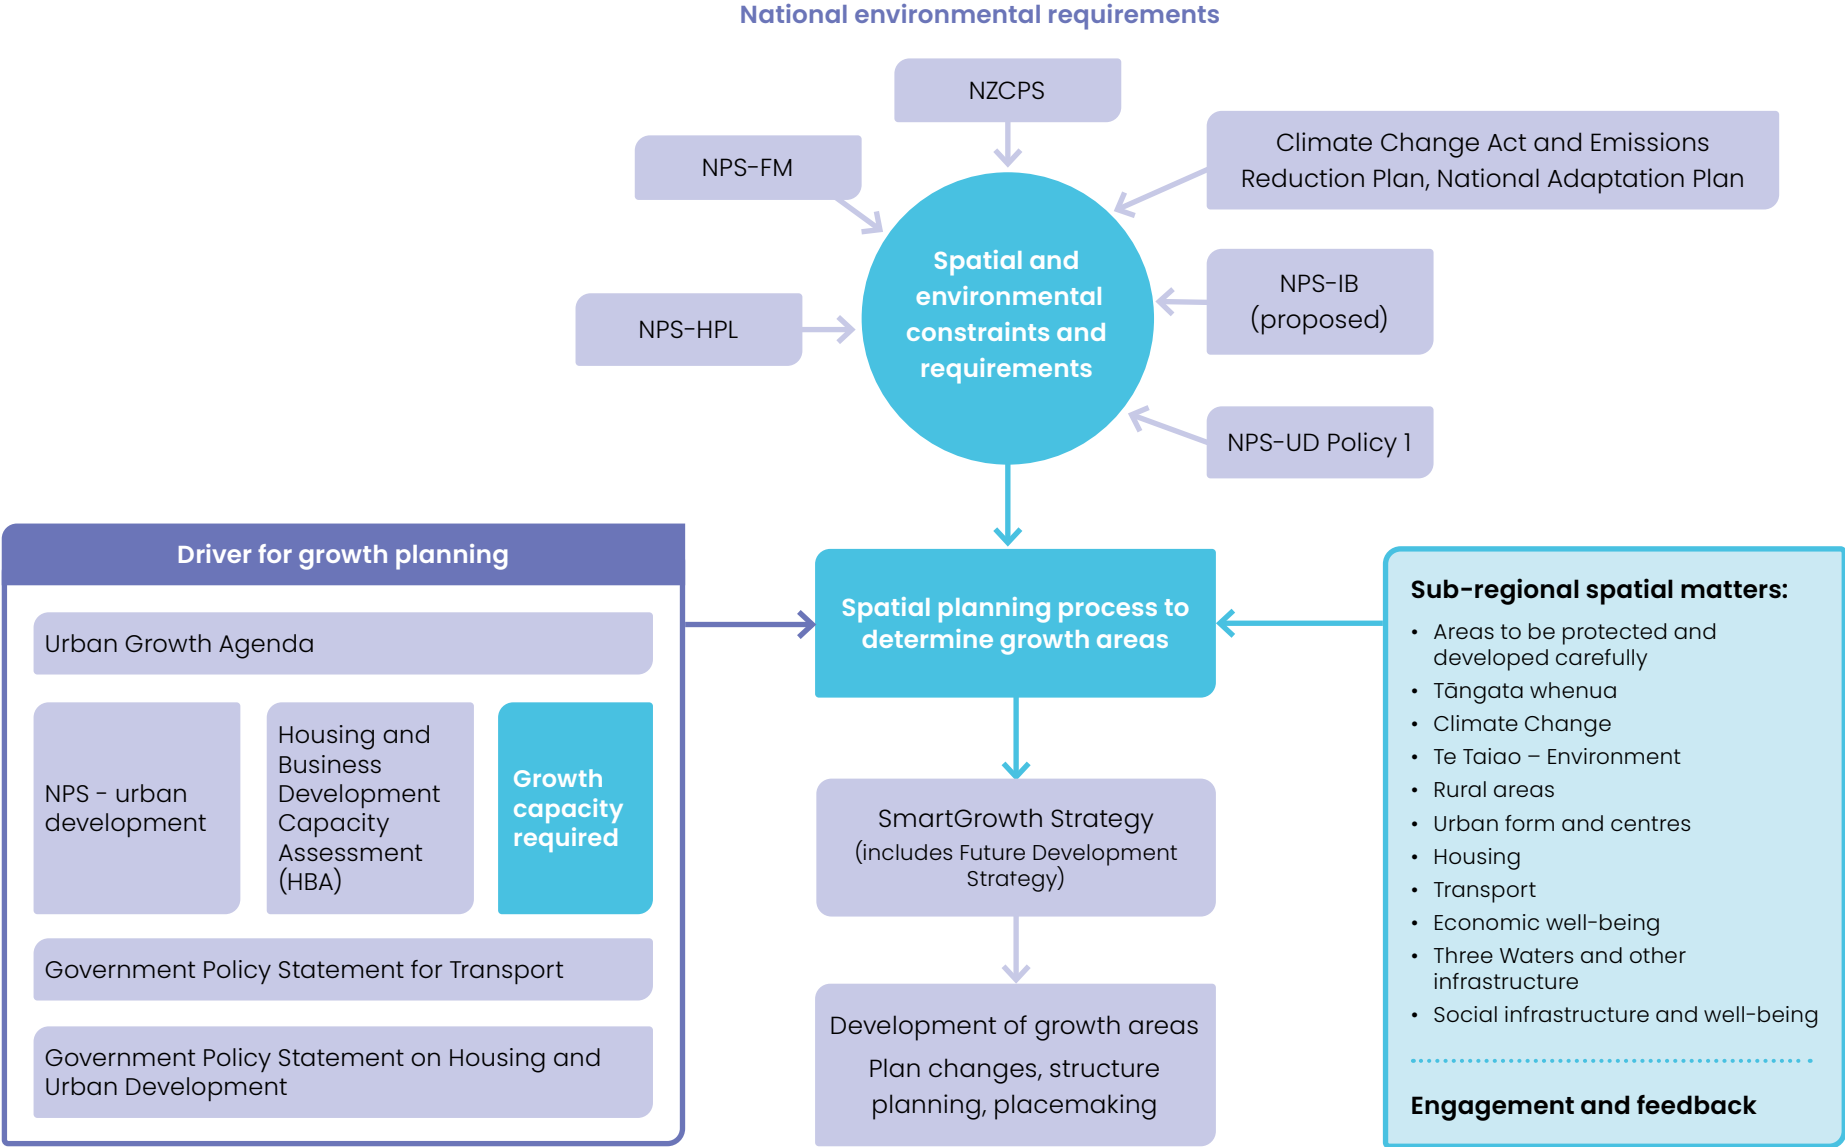 National environmental requirements
NZCPS
NPS-FM
Climate Change Act and Emissions
Reduction Plan, National Adaptation Plan
NPS-HPL
Spatial and
environmental
constraints and
requirements
NPS-IB
(proposed)
NPS-UD Policy 1
Driver for growth planning
Urban Growth Agenda
NPS - urban
development
Housing and
Business
Development
Capacity
Assessment
(HBA)
Growth
capacity
required
Government Policy Statement for Transport
Government Policy Statement on Housing and
Urban Development
Spatial planning process to
determine growth areas
SmartGrowth Strategy
(includes Future Development
Strategy)
Development of growth areas
Plan changes, structure
planning, placemaking
Sub-regional spatial matters:
• Areas to be protected and
developed carefully
• Tāngata whenua
• Climate Change
• Te Taiao – Environment
• Rural areas
• Urban form and centres
• Housing
• Transport
• Economic well-being
• Three Waters and other
infrastructure
• Social infrastructure and well-being
Engagement and feedback